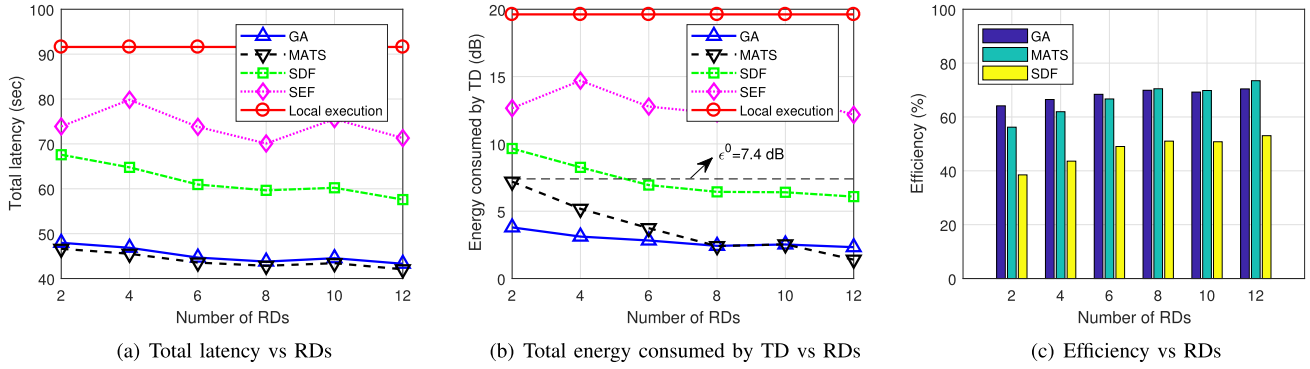 100
90
80
70
60
50
40
Total latency (sec)
GA
MATS
SDF
SEF
Local execution
2 4 6 8 10 12
Number of RDs
(a) Total latency vs RDs
20
15
10
5
0
Energy consumed by TD (dB)
GA
MATS
SDF
SEF
Local execution
ϵ⁰=7.4 dB
2 4 6 8 10 12
Number of RDs
(b) Total energy consumed by TD vs RDs
100
80
60
40
20
0
Efficiency (%)
GA
MATS
SDF
2 4 6 8 10 12
Number of RDs
(c) Efficiency vs RDs